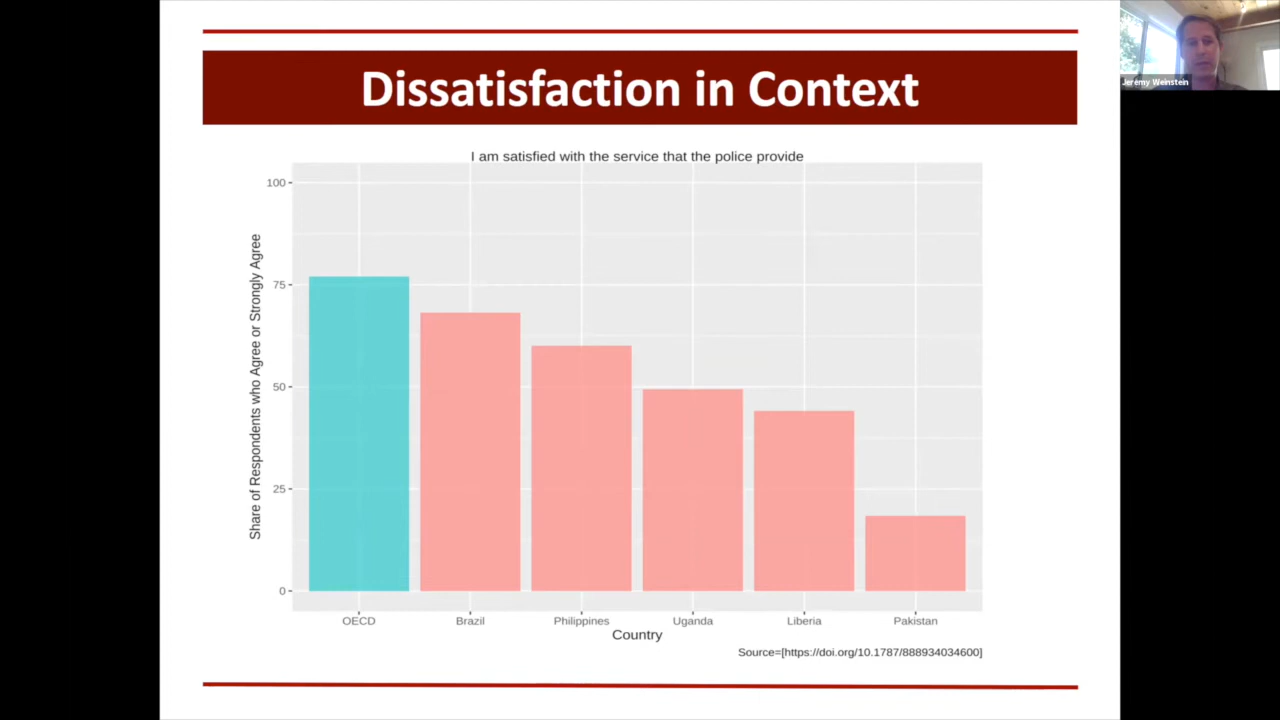 Dissatisfaction in Context
Jeremy Weinstein
I am satisfied with the service that the police provide
Share of Respondents who Agree or Strongly Agree
100
75
50
25
0
OECD Brazil Philippines Uganda Liberia Pakistan
Country
Source=[https://doi.org/10.1787/888934034600]